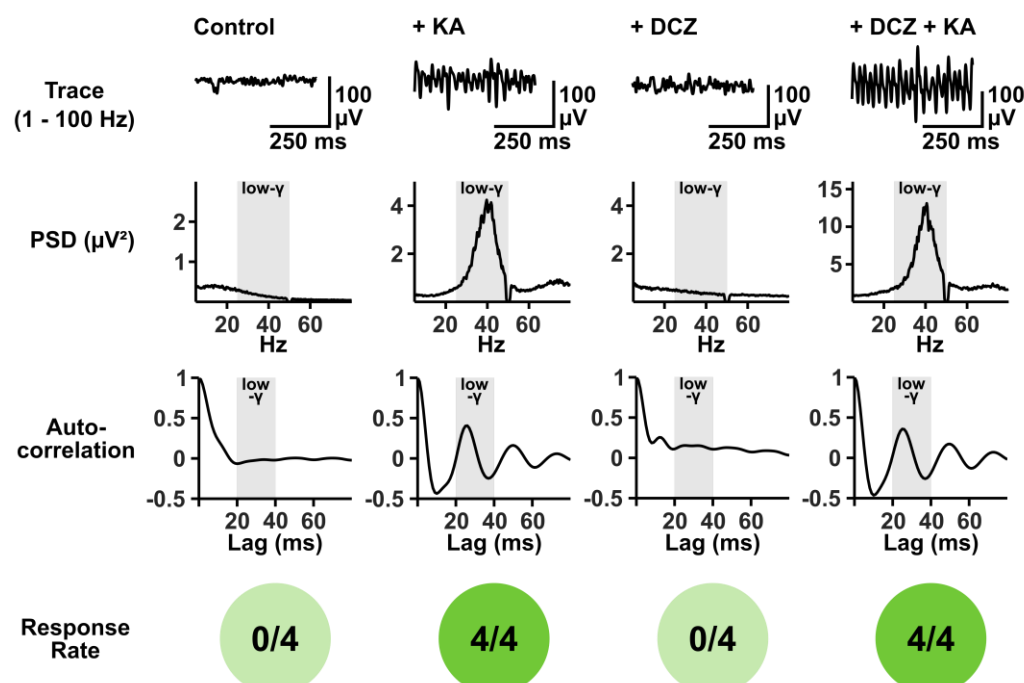 Control + KA + DCZ + DCZ + KA
Trace
(1 - 100 Hz)
100
µV
250 ms
100
µV
250 ms
100
µV
250 ms
100
µV
250 ms
PSD (µV²)
low-γ
2
1
20 40 60
Hz
low-γ
4
2
20 40 60
Hz
low-γ
4
2
20 40 60
Hz
low-γ
15
10
5
20 40 60
Hz
Auto-
correlation
low
-γ
1
0.5
0
-0.5
20 40 60
Lag (ms)
low
-γ
1
0.5
0
-0.5
20 40 60
Lag (ms)
low
-γ
1
0.5
0
-0.5
20 40 60
Lag (ms)
low
-γ
1
0.5
0
-0.5
20 40 60
Lag (ms)
Response
Rate
0/4 4/4 0/4 4/4